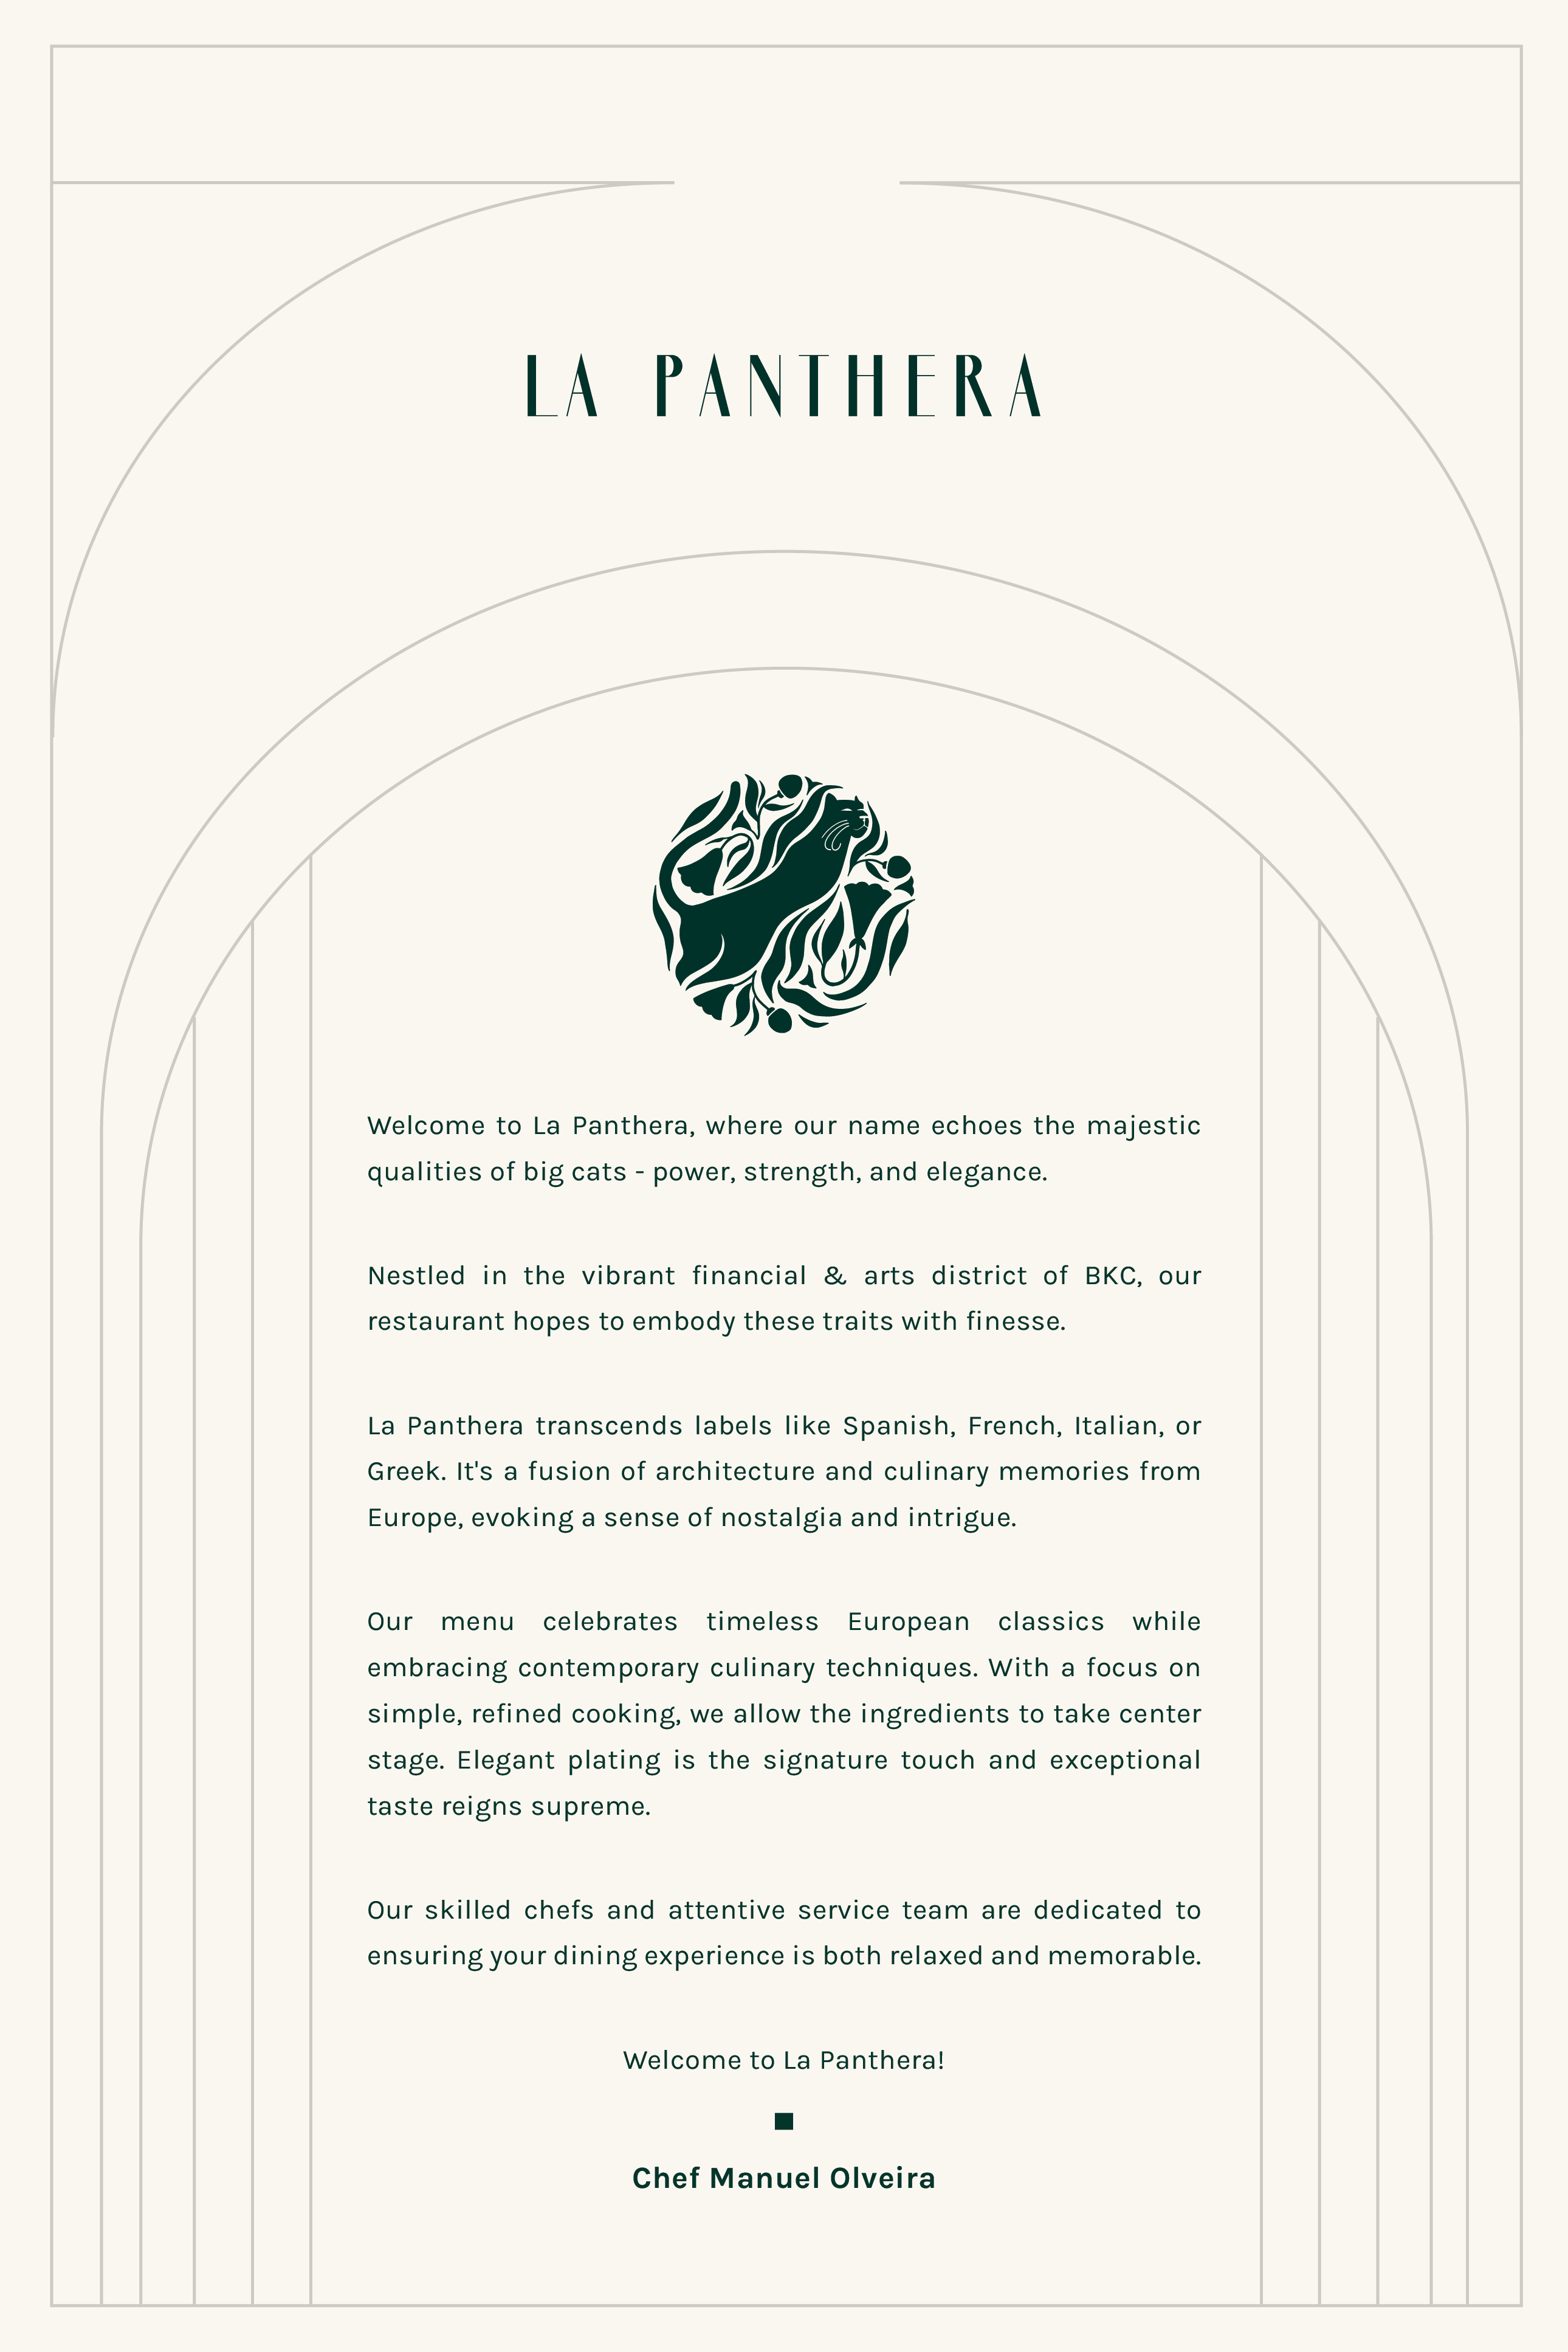 LA PANTHERA
Welcome to La Panthera, where our name echoes the majestic
qualities of big cats - power, strength, and elegance.
Nestled in the vibrant financial & arts district of BKC, our
restaurant hopes to embody these traits with finesse.
La Panthera transcends labels like Spanish, French, Italian, or
Greek. It's a fusion of architecture and culinary memories from
Europe, evoking a sense of nostalgia and intrigue.
Our menu celebrates timeless European classics while
embracing contemporary culinary techniques. With a focus on
simple, refined cooking, we allow the ingredients to take center
stage. Elegant plating is the signature touch and exceptional
taste reigns supreme.
Our skilled chefs and attentive service team are dedicated to
ensuring your dining experience is both relaxed and memorable.
Welcome to La Panthera!
Chef Manuel Olveira